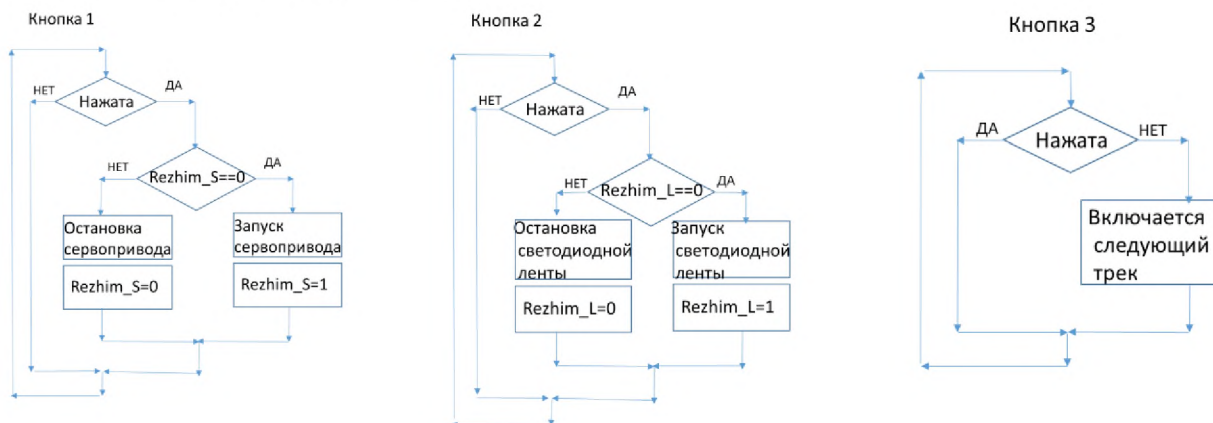 Кнопка 1
НЕТ
ДА
Нажата
НЕТ
ДА
Rezhim_S==0
Остановка
сервопривода
Запуск
сервопривода
Rezhim_S=0
Rezhim_S=1
Кнопка 2
НЕТ
ДА
Нажата
НЕТ
ДА
Rezhim_L==0
Остановка
светодиодной
ленты
Запуск
светодиодной
ленты
Rezhim_L=0
Rezhim_L=1
Кнопка 3
ДА
НЕТ
Нажата
Включается
следующий
трек